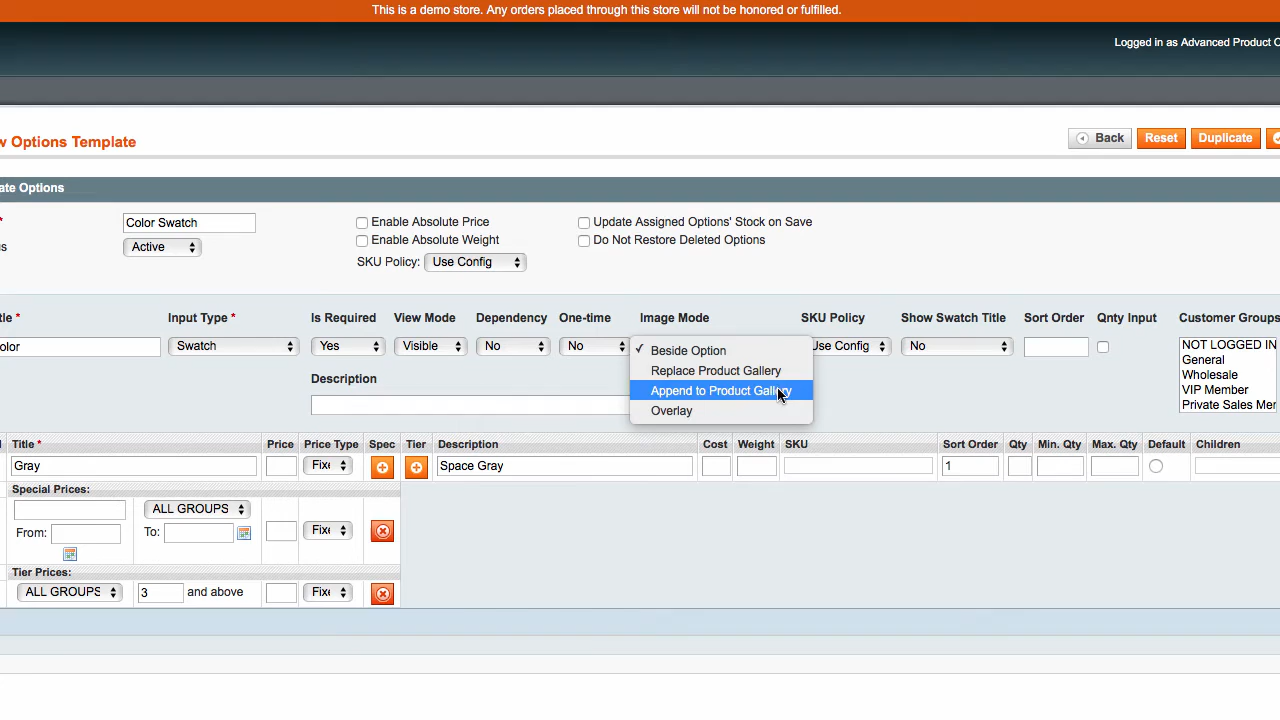 This is a demo store. Any orders placed through this store will not be honored or fulfilled.
Logged in as Advanced Product
w Options Template
Back Reset Duplicate
ate Options
* Color Swatch Enable Absolute Price Update Assigned Options' Stock on Save
us Active Enable Absolute Weight Do Not Restore Deleted Options
SKU Policy: Use Config
tle * Input Type * Is Required View Mode Dependency One-time Image Mode SKU Policy Show Swatch Title Sort Order Qnty Input Customer Groups
olor Swatch Yes Visible No No Use Config No
✓ Beside Option
Replace Product Gallery
Append to Product Gallery
Overlay
NOT LOGGED IN
General
Wholesale
VIP Member
Private Sales Mer
Description
Title * Price Price Type Spec Tier Description Cost Weight SKU Sort Order Qty Min. Qty Max. Qty Default Children
Gray Fixe Space Gray 1
Special Prices:
ALL GROUPS Fixe
From: To:
Tier Prices:
ALL GROUPS 3 and above Fixe